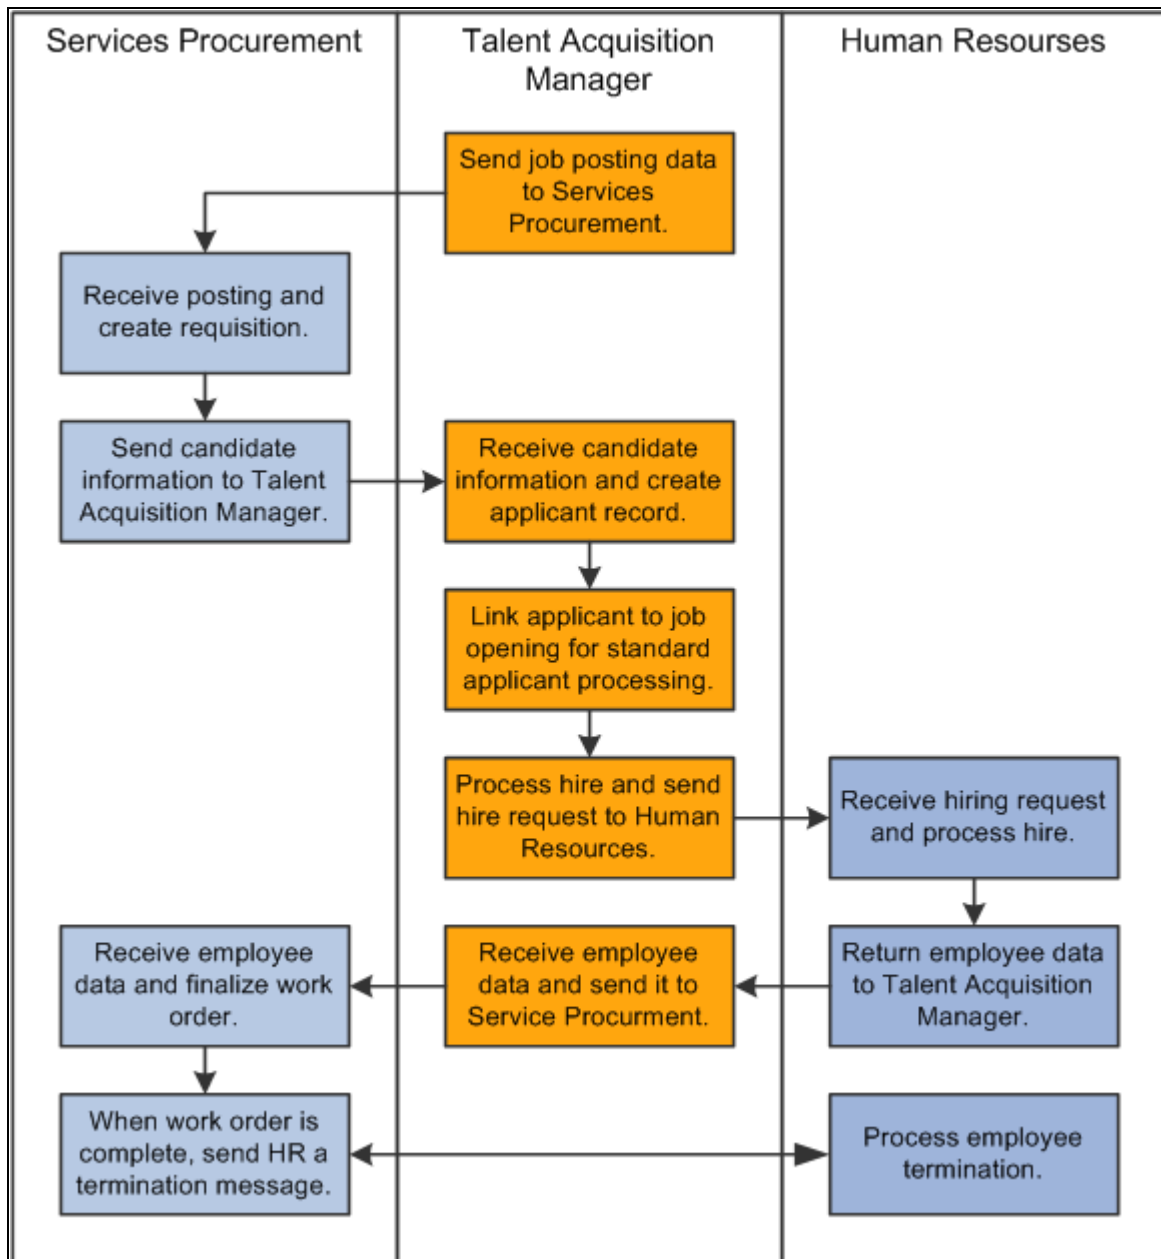 Services Procurement
Talent Acquisition
Manager
Human Resourses
Send job posting data
to Services
Procurement.
Receive posting and
create requisition.
Send candidate
information to Talent
Acquisition Manager.
Receive candidate
information and create
applicant record.
Link applicant to job
opening for standard
applicant processing.
Process hire and send
hire request to Human
Resources.
Receive hiring request
and process hire.
Receive employee
data and finalize work
order.
Receive employee
data and send it to
Service Procurment.
Return employee data
to Talent Acquisition
Manager.
When work order is
complete, send HR a
termination message.
Process employee
termination.